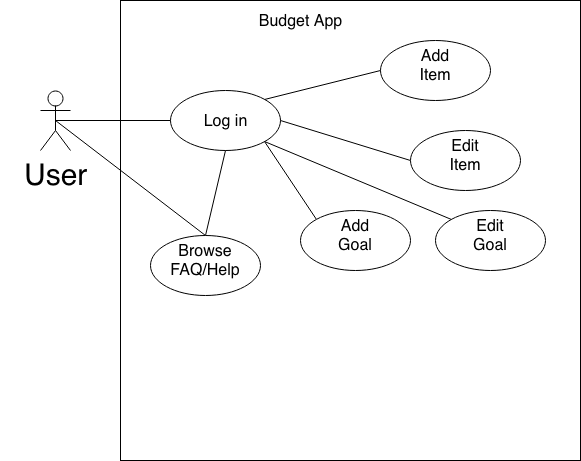 Budget App
Add
Item
Log in
User
Edit
Item
Add
Goal
Edit
Goal
Browse
FAQ/Help